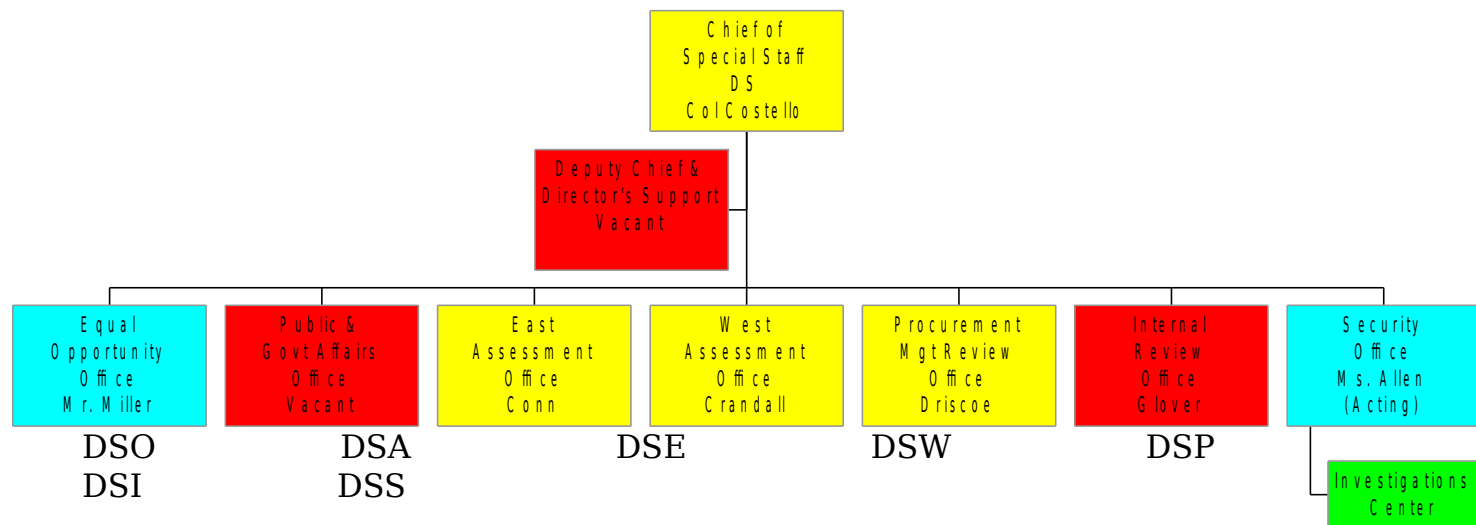 Chief of
Special Staff
DS
Col Costello
Deputy Chief &
Director's Support
Vacant
Equal
Opportunity
Office
Mr. Miller
Public &
Govt Affairs
Office
Vacant
East
Assessment
Office
Conn
West
Assessment
Office
Crandall
Procurement
Mgt Review
Office
Driscoe
Internal
Review
Office
Glover
Security
Office
Ms. Allen
(Acting)
DSO DSA DSE DSW DSP
DSI DSS
Investigations
Center